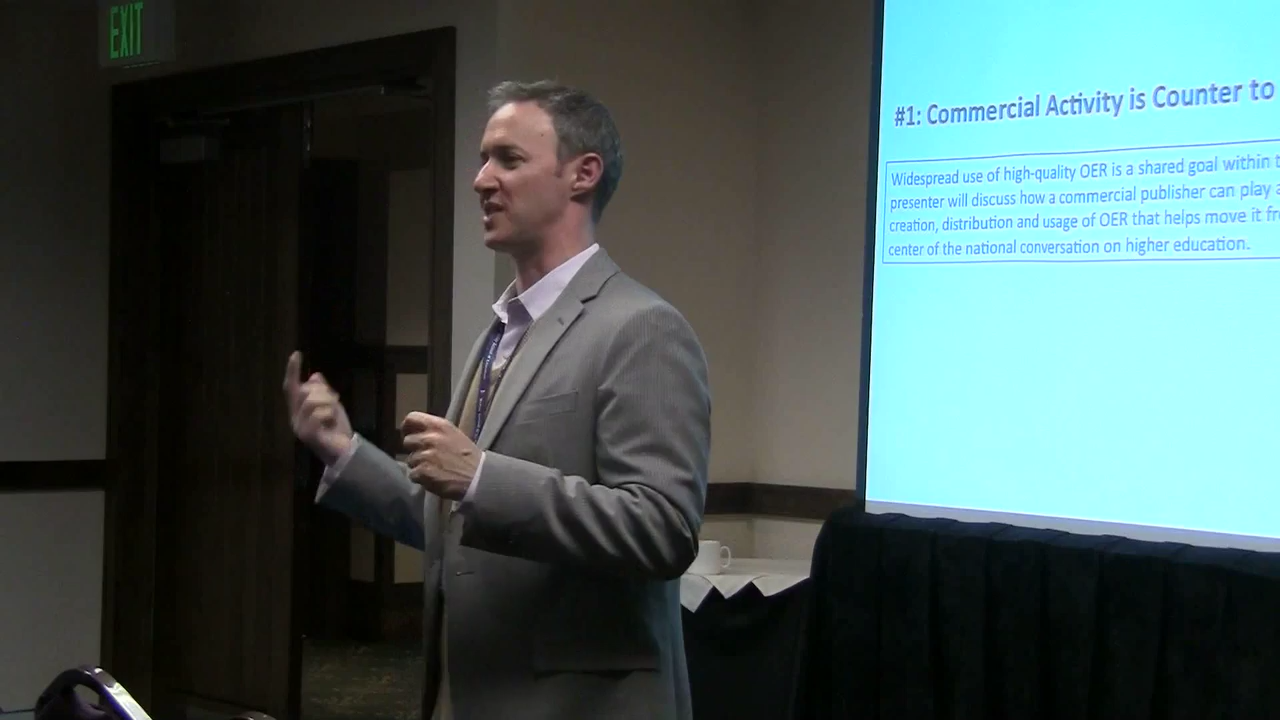 EXIT
#1: Commercial Activity is Counter to
Widespread use of high-quality OER is a shared goal within
presenter will discuss how a commercial publisher can play
creation, distribution and usage of OER that helps move it
center of the national conversation on higher education.